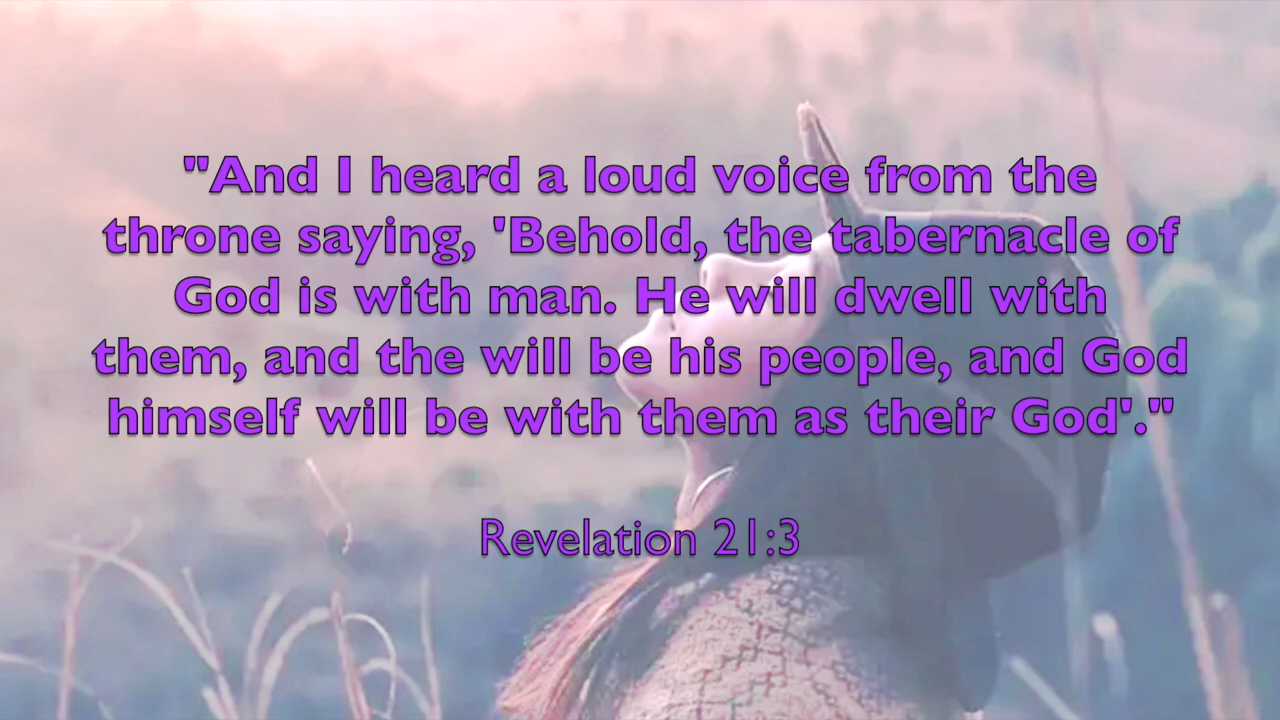 "And I heard a loud voice from the
throne saying, 'Behold, the tabernacle of
God is with man. He will dwell with
them, and the will be his people, and God
himself will be with them as their God'."
Revelation 21:3